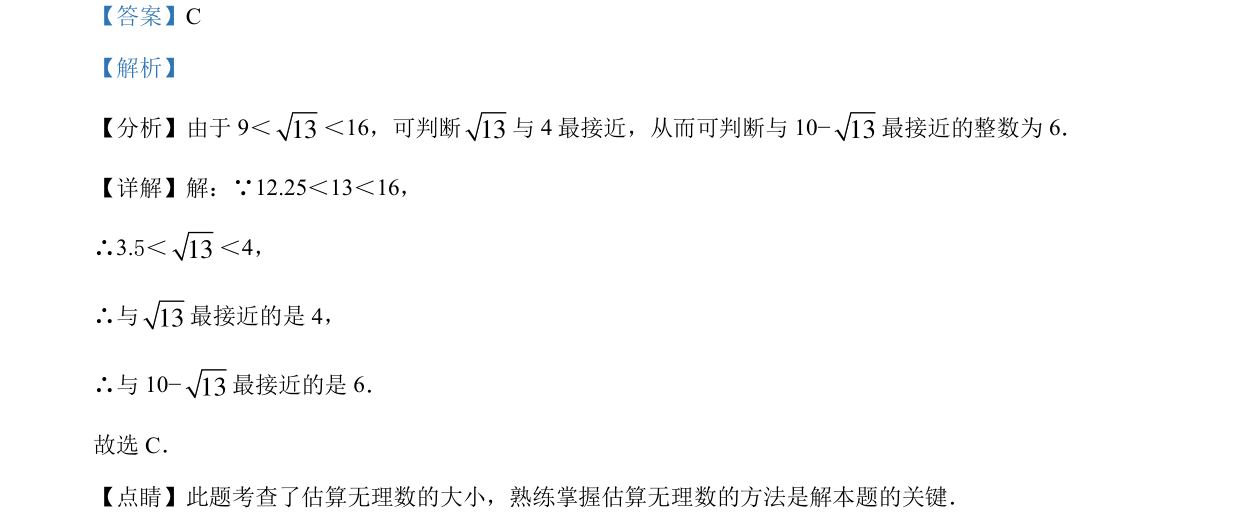 【答案】C
【解析】
【分析】由于 9＜√13＜16，可判断√13与 4 最接近，从而可判断与 10−√13最接近的整数为 6．
【详解】解：∵12.25＜13＜16，
∴3.5＜√13＜4，
∴与√13最接近的是 4，
∴与 10−√13最接近的是 6．
故选 C．
【点睛】此题考查了估算无理数的大小，熟练掌握估算无理数的方法是解本题的关键．